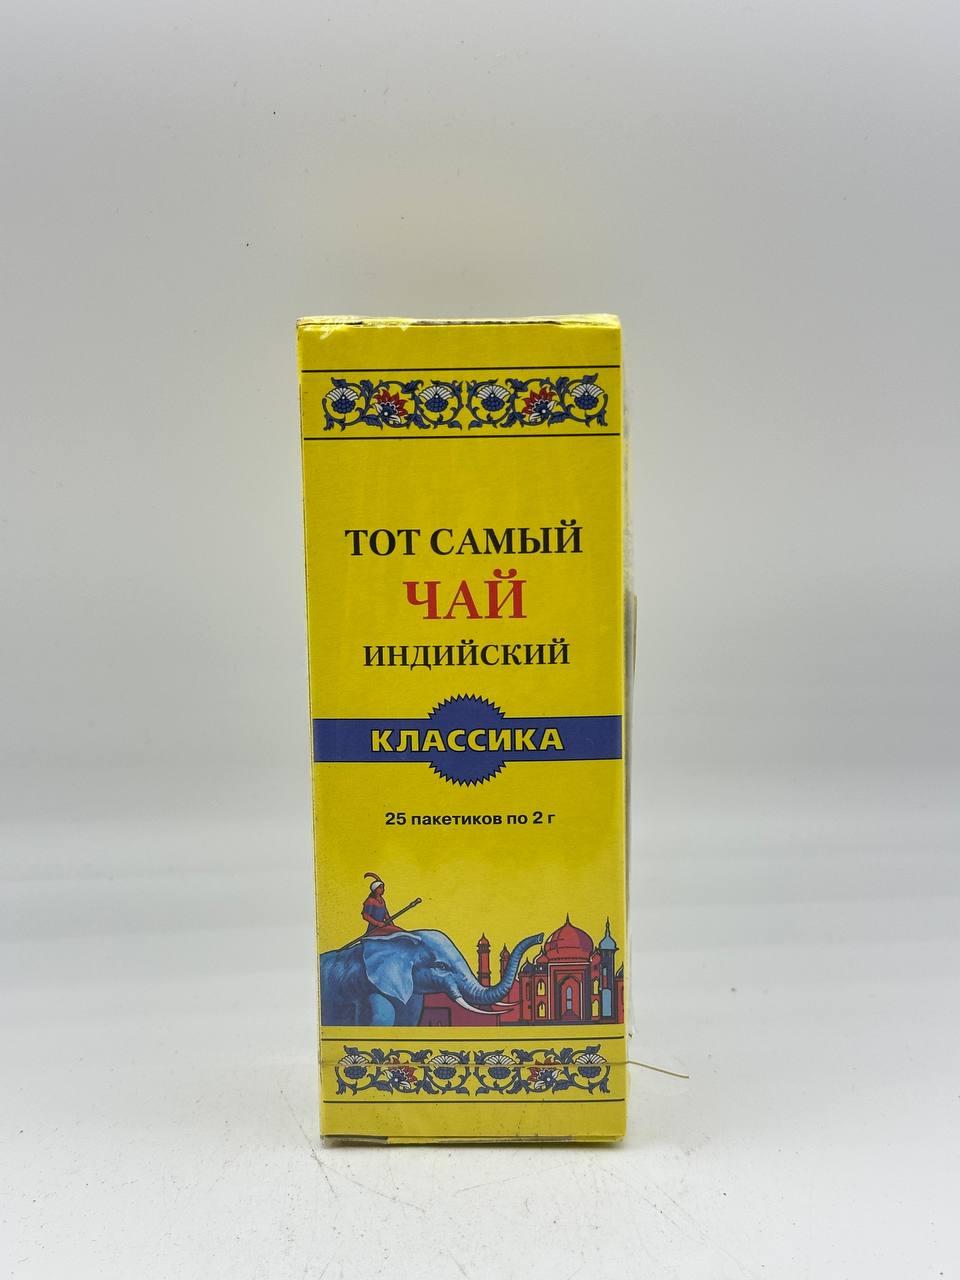 ТОТ САМЫЙ
ЧАЙ
ИНДИЙСКИЙ
КЛАССИКА
25 пакетиков по 2 г